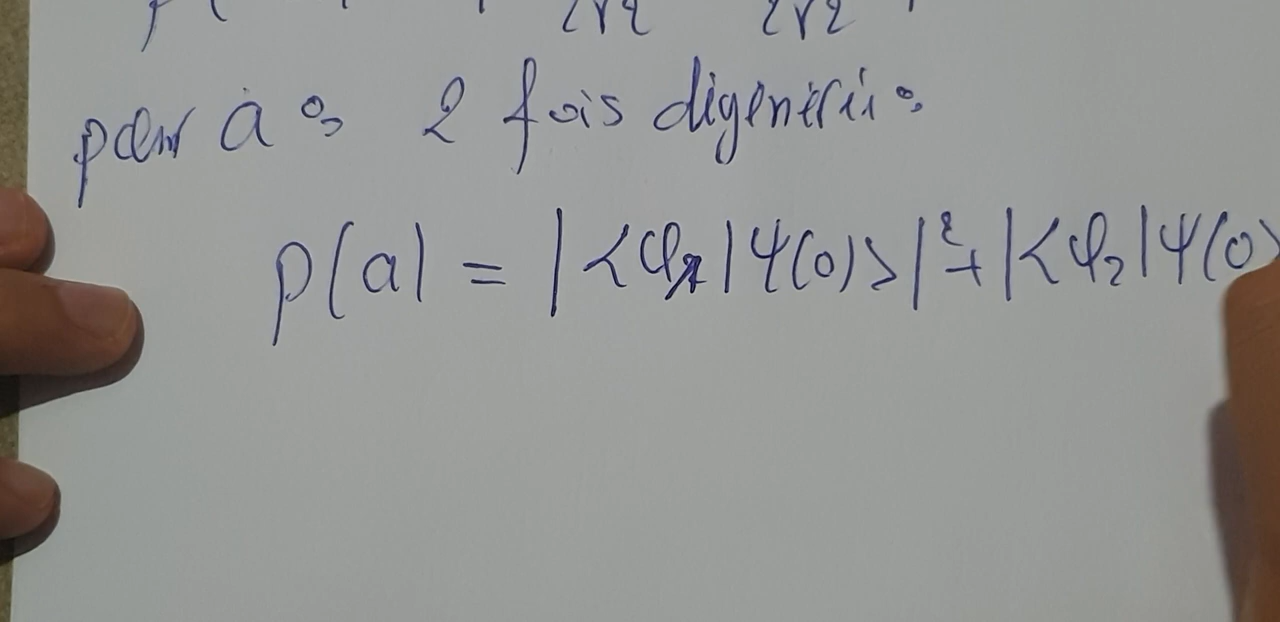 pour a : 2 fois dégénérée :
p(a) = |<φ1|ψ(0)>|² + |<φ2|ψ(0)>